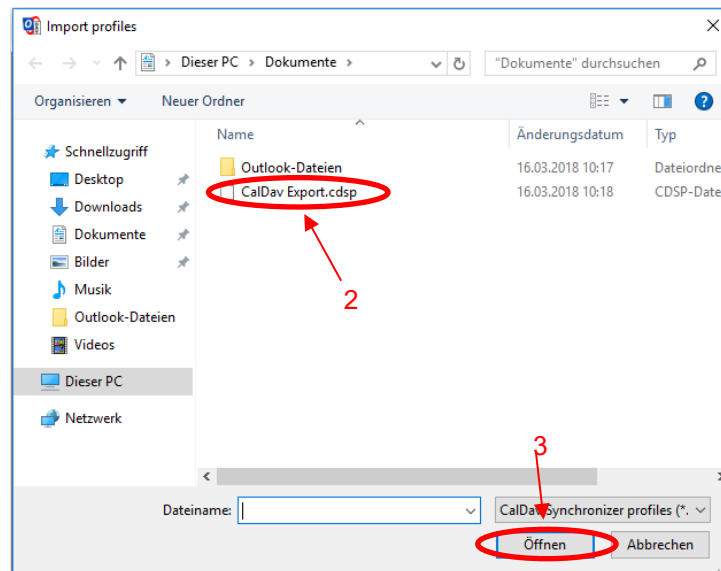 Import profiles
Dieser PC > Dokumente >
"Dokumente" durchsuchen
Organisieren
Neuer Ordner
Name
Änderungsdatum
Typ
Schnellzugriff
Desktop
Downloads
Dokumente
Bilder
Musik
Outlook-Dateien
Videos
Dieser PC
Netzwerk
Outlook-Dateien 16.03.2018 10:17 Dateiordne
CalDav Export.cdsp 16.03.2018 10:18 CDSP-Date
2
3
Dateiname:
CalDav Synchronizer profiles (*.
Öffnen
Abbrechen